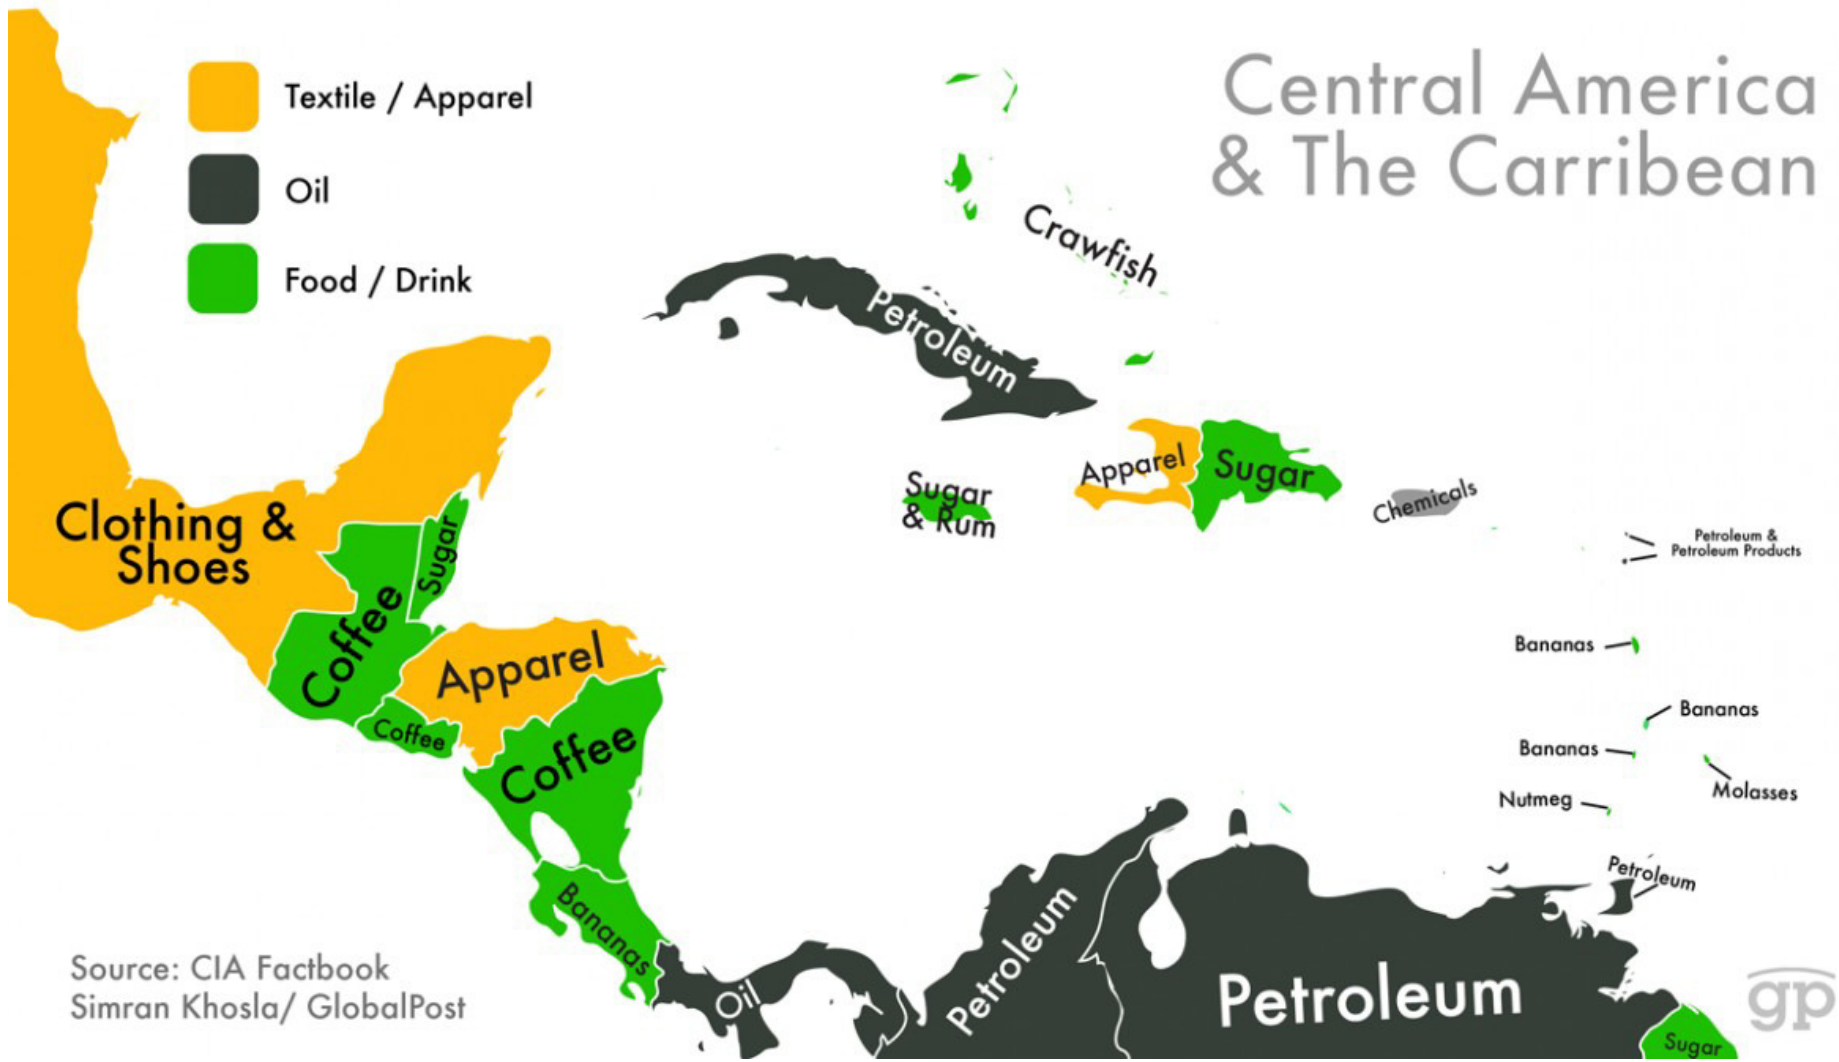 Central America
& The Carribean
Textile / Apparel
Oil
Food / Drink
Crawfish
Petroleum
Apparel
Sugar
Sugar
& Rum
Chemicals
Petroleum &
Petroleum Products
Clothing &
Shoes
Sugar
Coffee
Apparel
Coffee
Coffee
Bananas
Bananas
Bananas
Molasses
Nutmeg
Petroleum
Bananas
Oil
Petroleum
Petroleum
Sugar
Source: CIA Factbook
Simran Khosla/ GlobalPost
gp